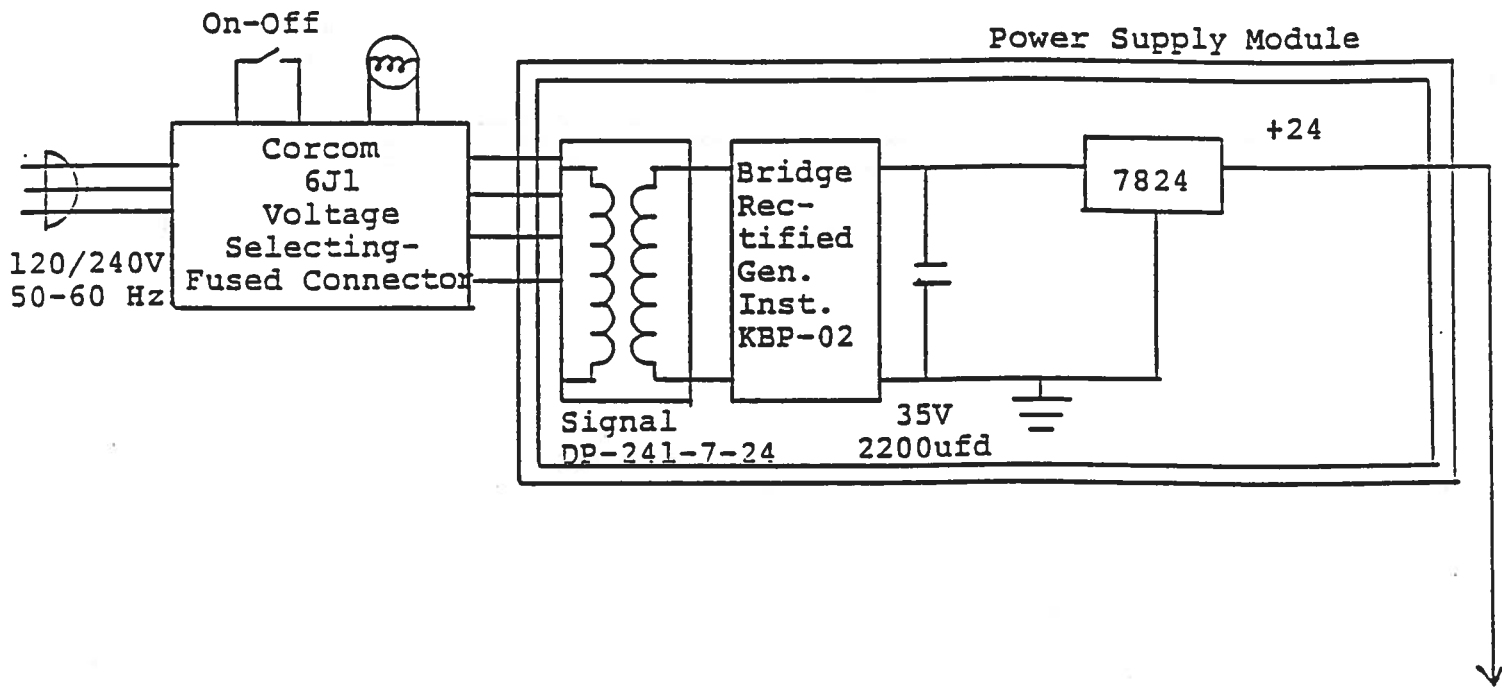 On-Off
Power Supply Module
Corcom
6J1
Voltage
Selecting-
Fused Connector
120/240V
50-60 Hz
Bridge
Rec-
tified
Gen.
Inst.
KBP-02
7824
+24
Signal
DP-241-7-24
35V
2200ufd